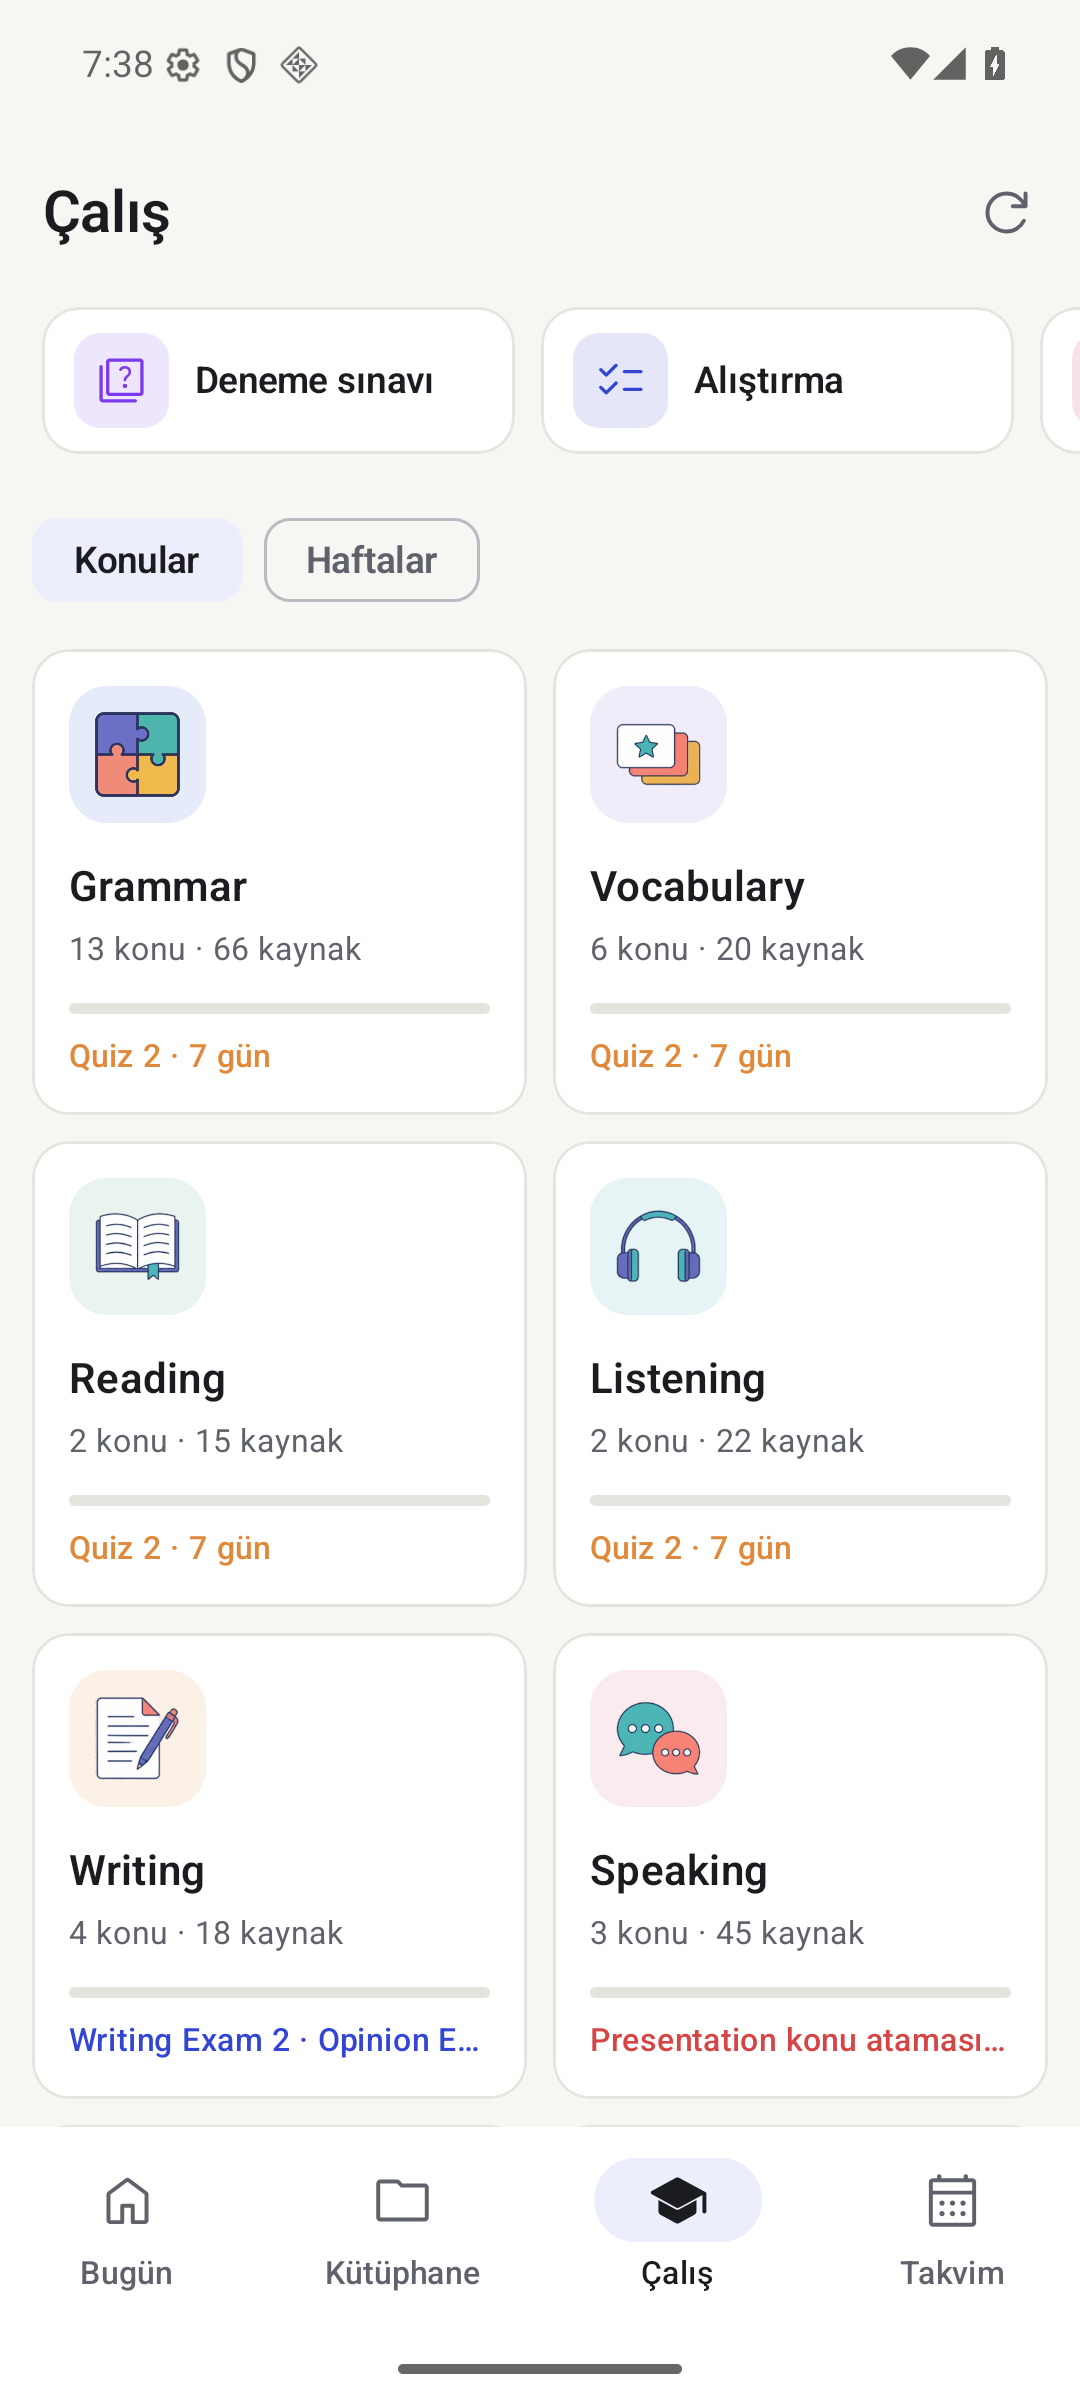 7:38
Çalış
Deneme sınavı
Alıştırma
Konular
Haftalar
Grammar
13 konu · 66 kaynak
Quiz 2 · 7 gün
Vocabulary
6 konu · 20 kaynak
Quiz 2 · 7 gün
Reading
2 konu · 15 kaynak
Quiz 2 · 7 gün
Listening
2 konu · 22 kaynak
Quiz 2 · 7 gün
Writing
4 konu · 18 kaynak
Writing Exam 2 · Opinion E…
Speaking
3 konu · 45 kaynak
Presentation konu ataması…
Bugün
Kütüphane
Çalış
Takvim